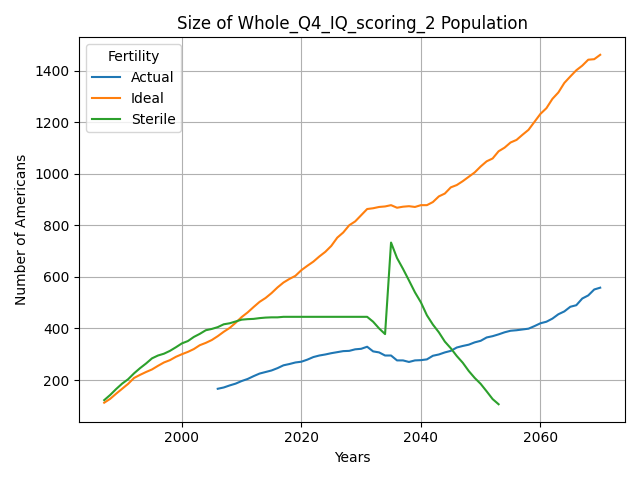 Size of Whole_Q4_IQ_scoring_2 Population
Fertility
Actual
Ideal
Sterile
Number of Americans
1400
1200
1000
800
600
400
200
2000
2020
2040
2060
Years